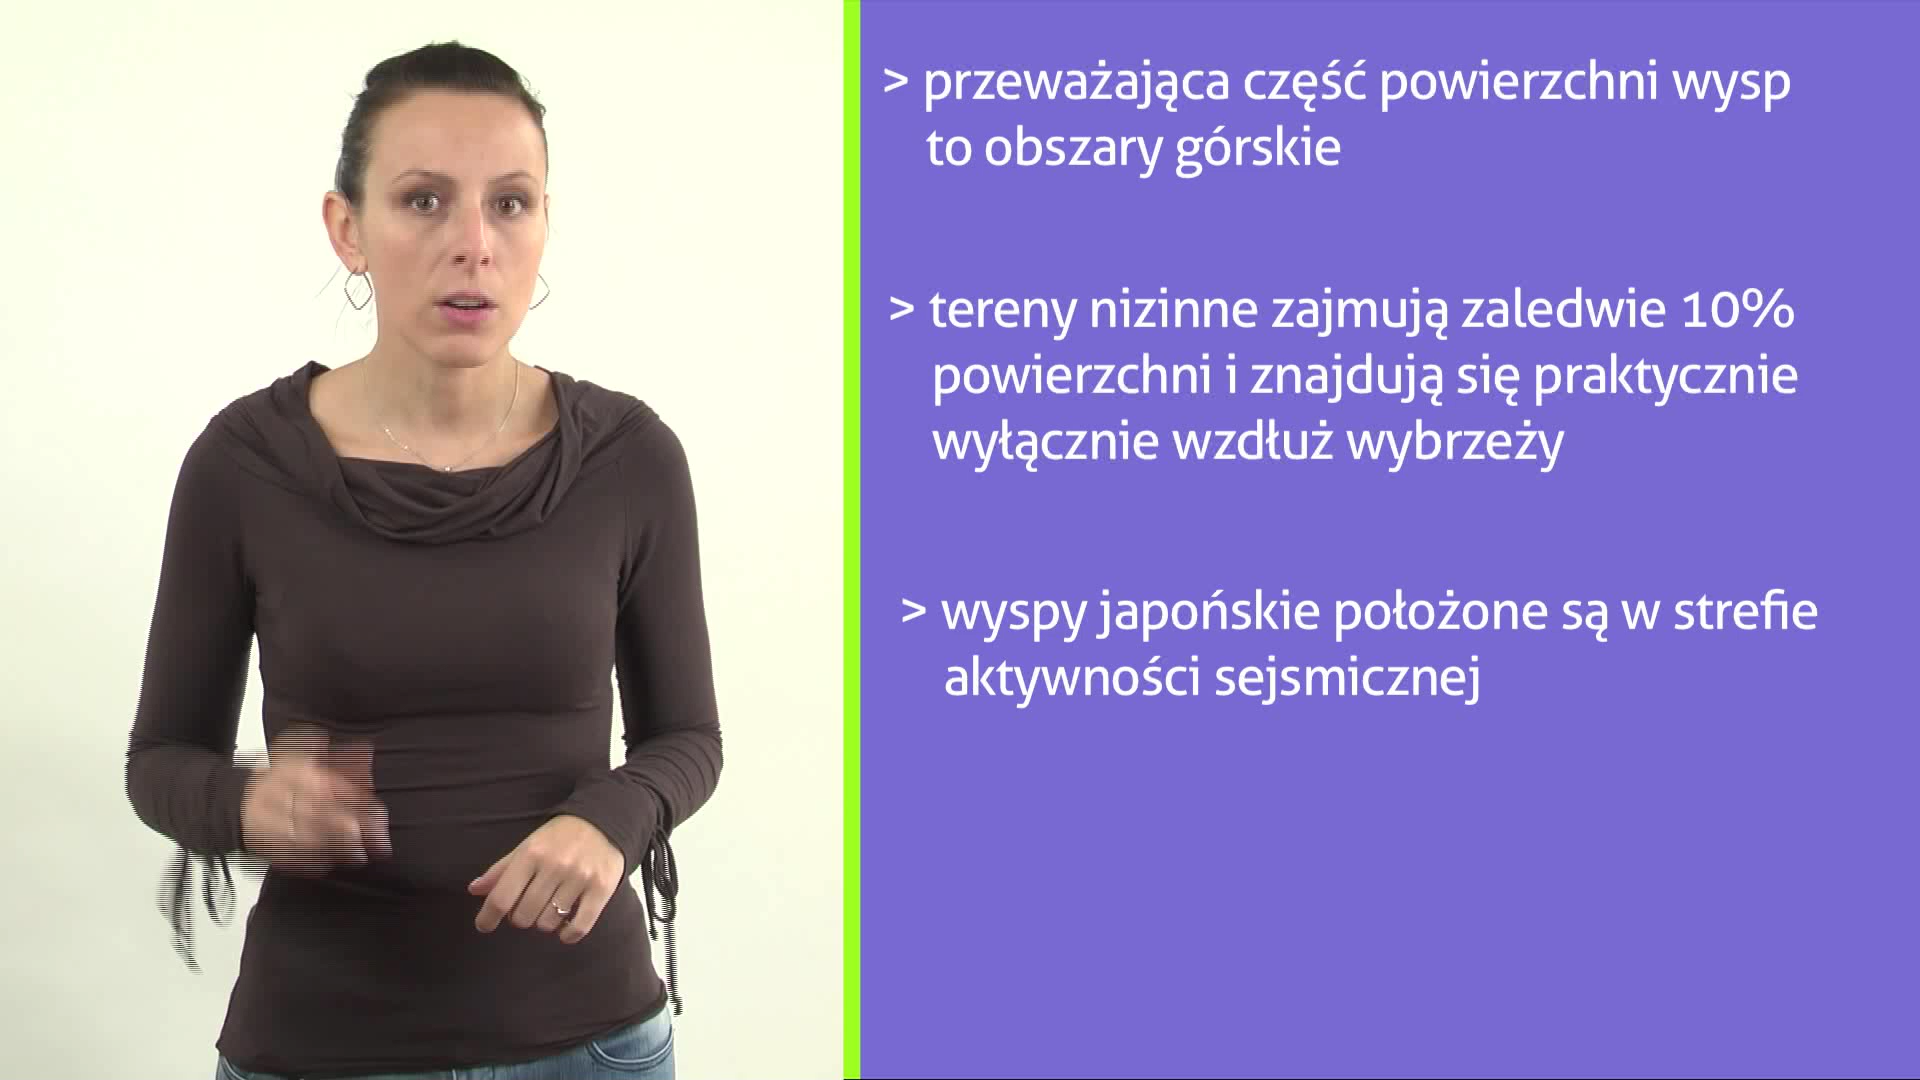 > przeważająca część powierzchni wysp
to obszary górskie
> tereny nizinne zajmują zaledwie 10%
powierzchni i znajdują się praktycznie
wyłącznie wzdłuż wybrzeży
> wyspy japońskie położone są w strefie
aktywności sejsmicznej